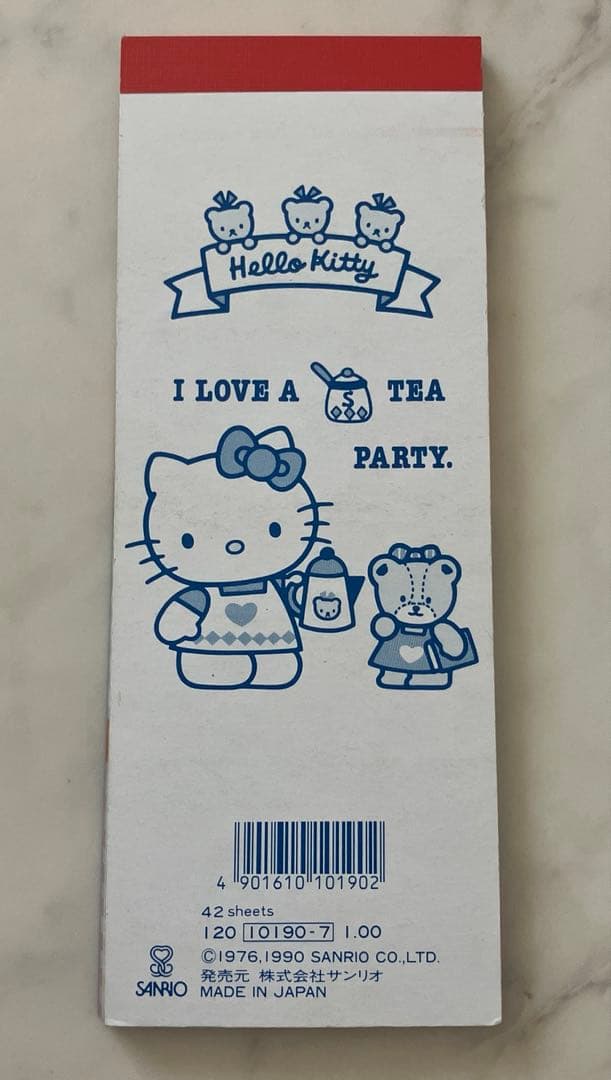 Hello Kitty
I LOVE A S TEA
PARTY.
4 901610 101902
42 sheets
120 10190-7 1.00
©1976,1990 SANRIO CO.,LTD.
発売元 株式会社サンリオ
SANRIO MADE IN JAPAN